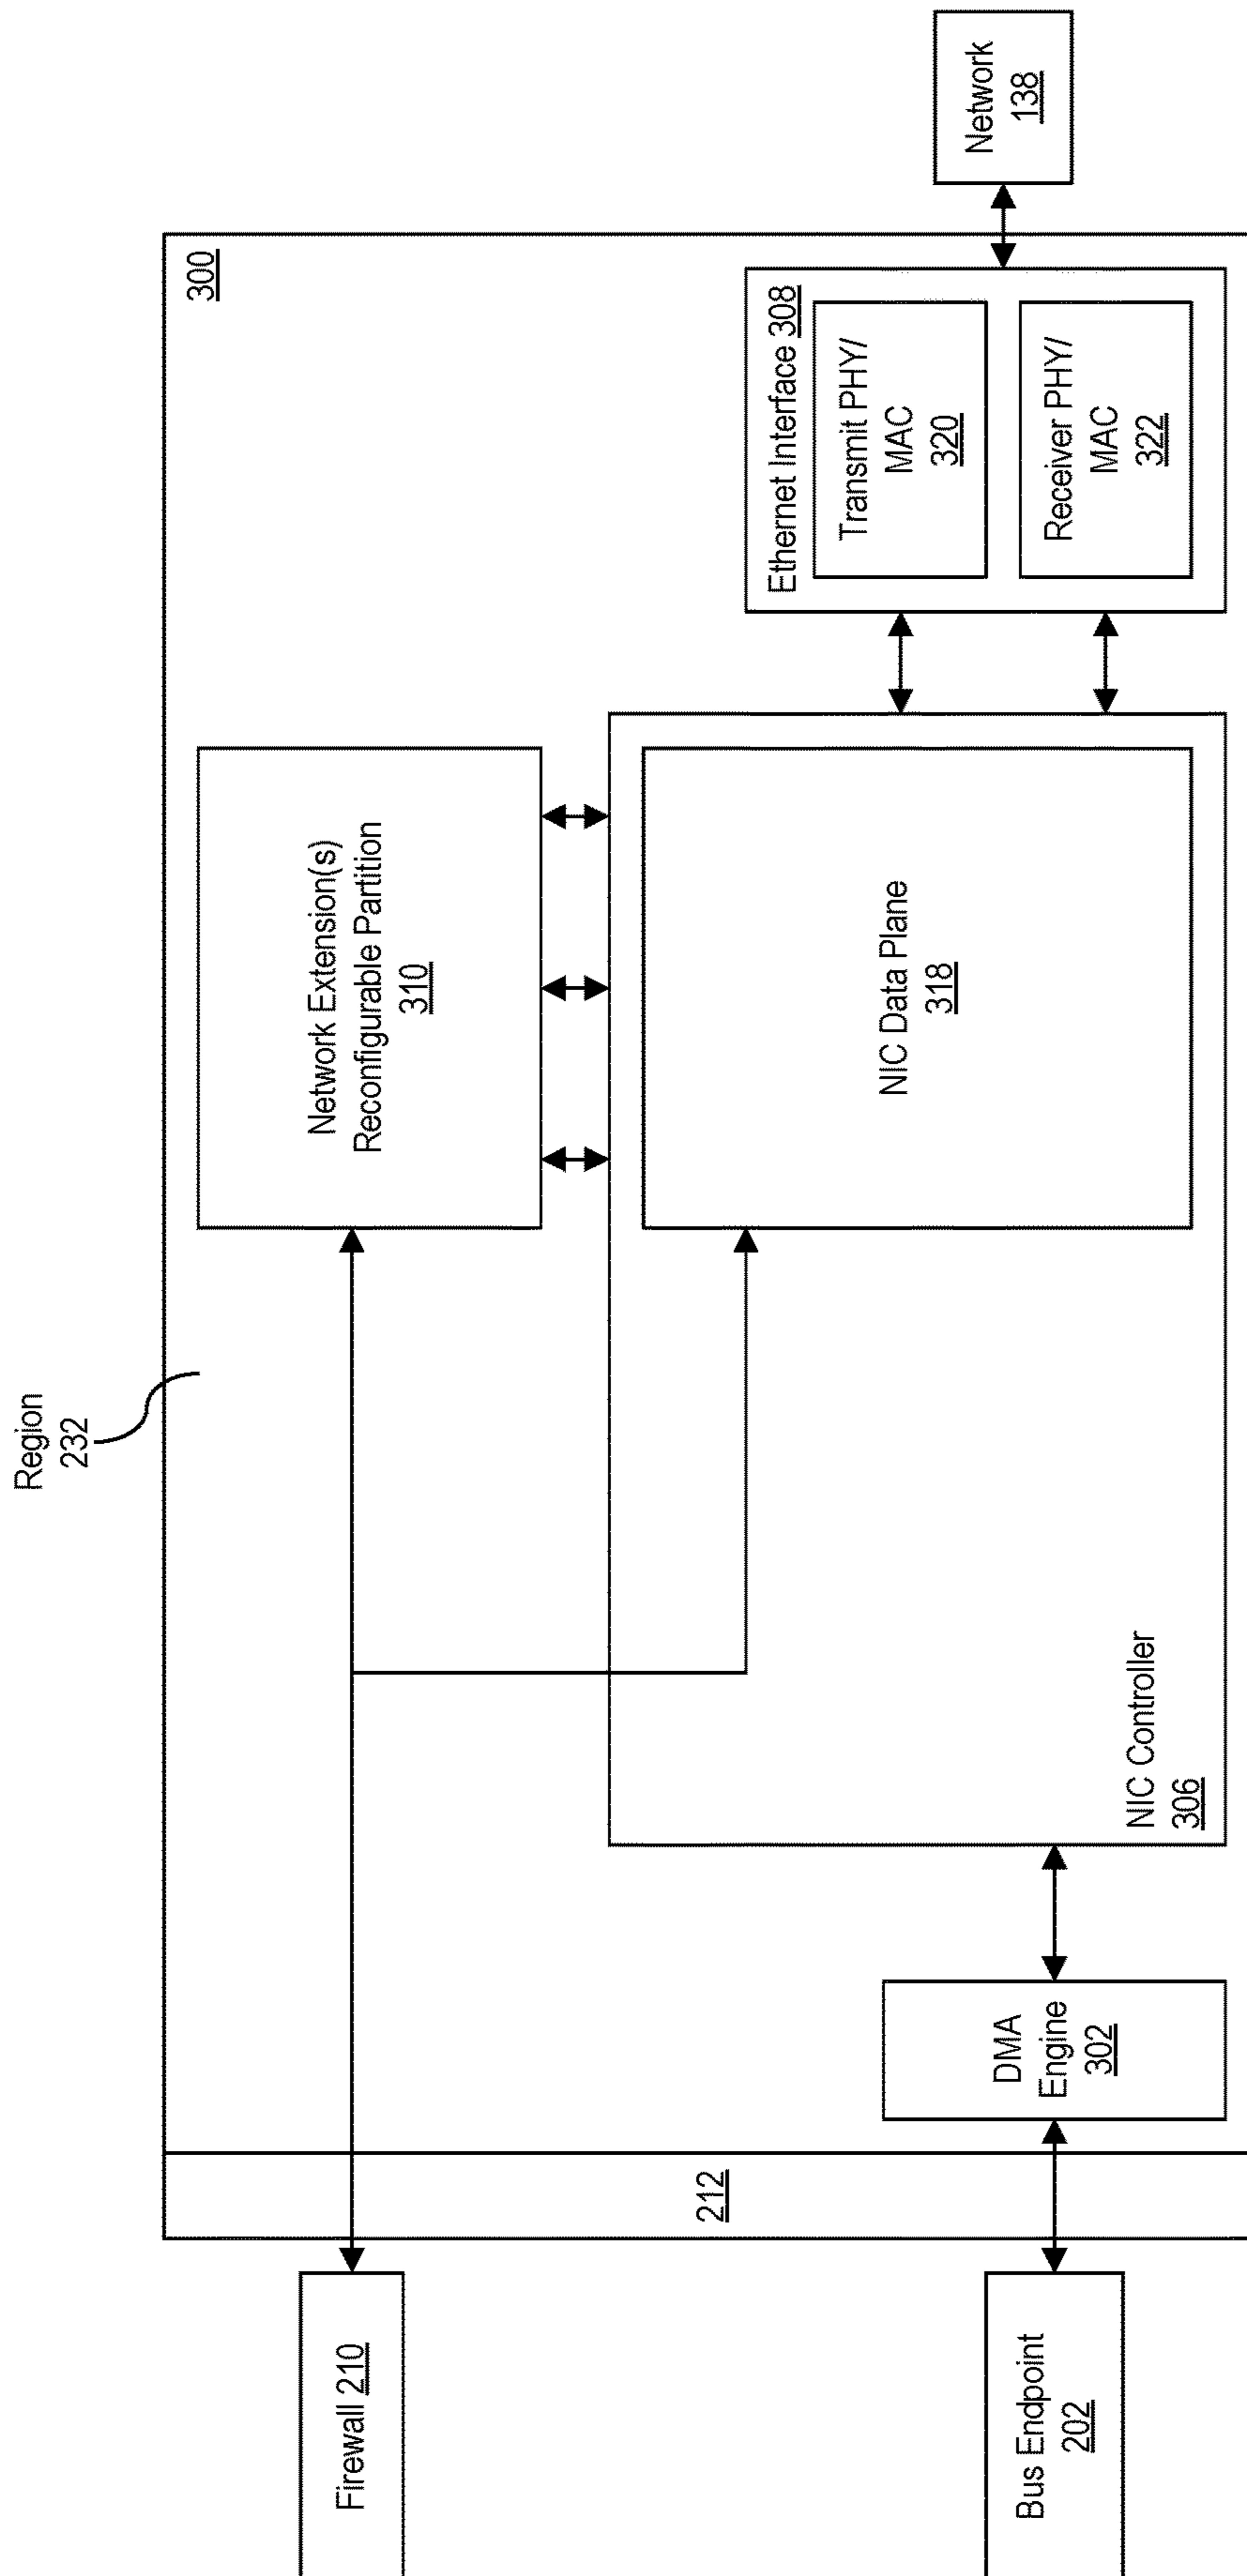 Region
232
300
Firewall 210
Network Extension(s)
Reconfigurable Partition
310
212
NIC Data Plane
318
Ethernet Interface 308
Transmit PHY/
MAC
320
Receiver PHY/
MAC
322
Network
138
Bus Endpoint
202
DMA
Engine
302
NIC Controller
306